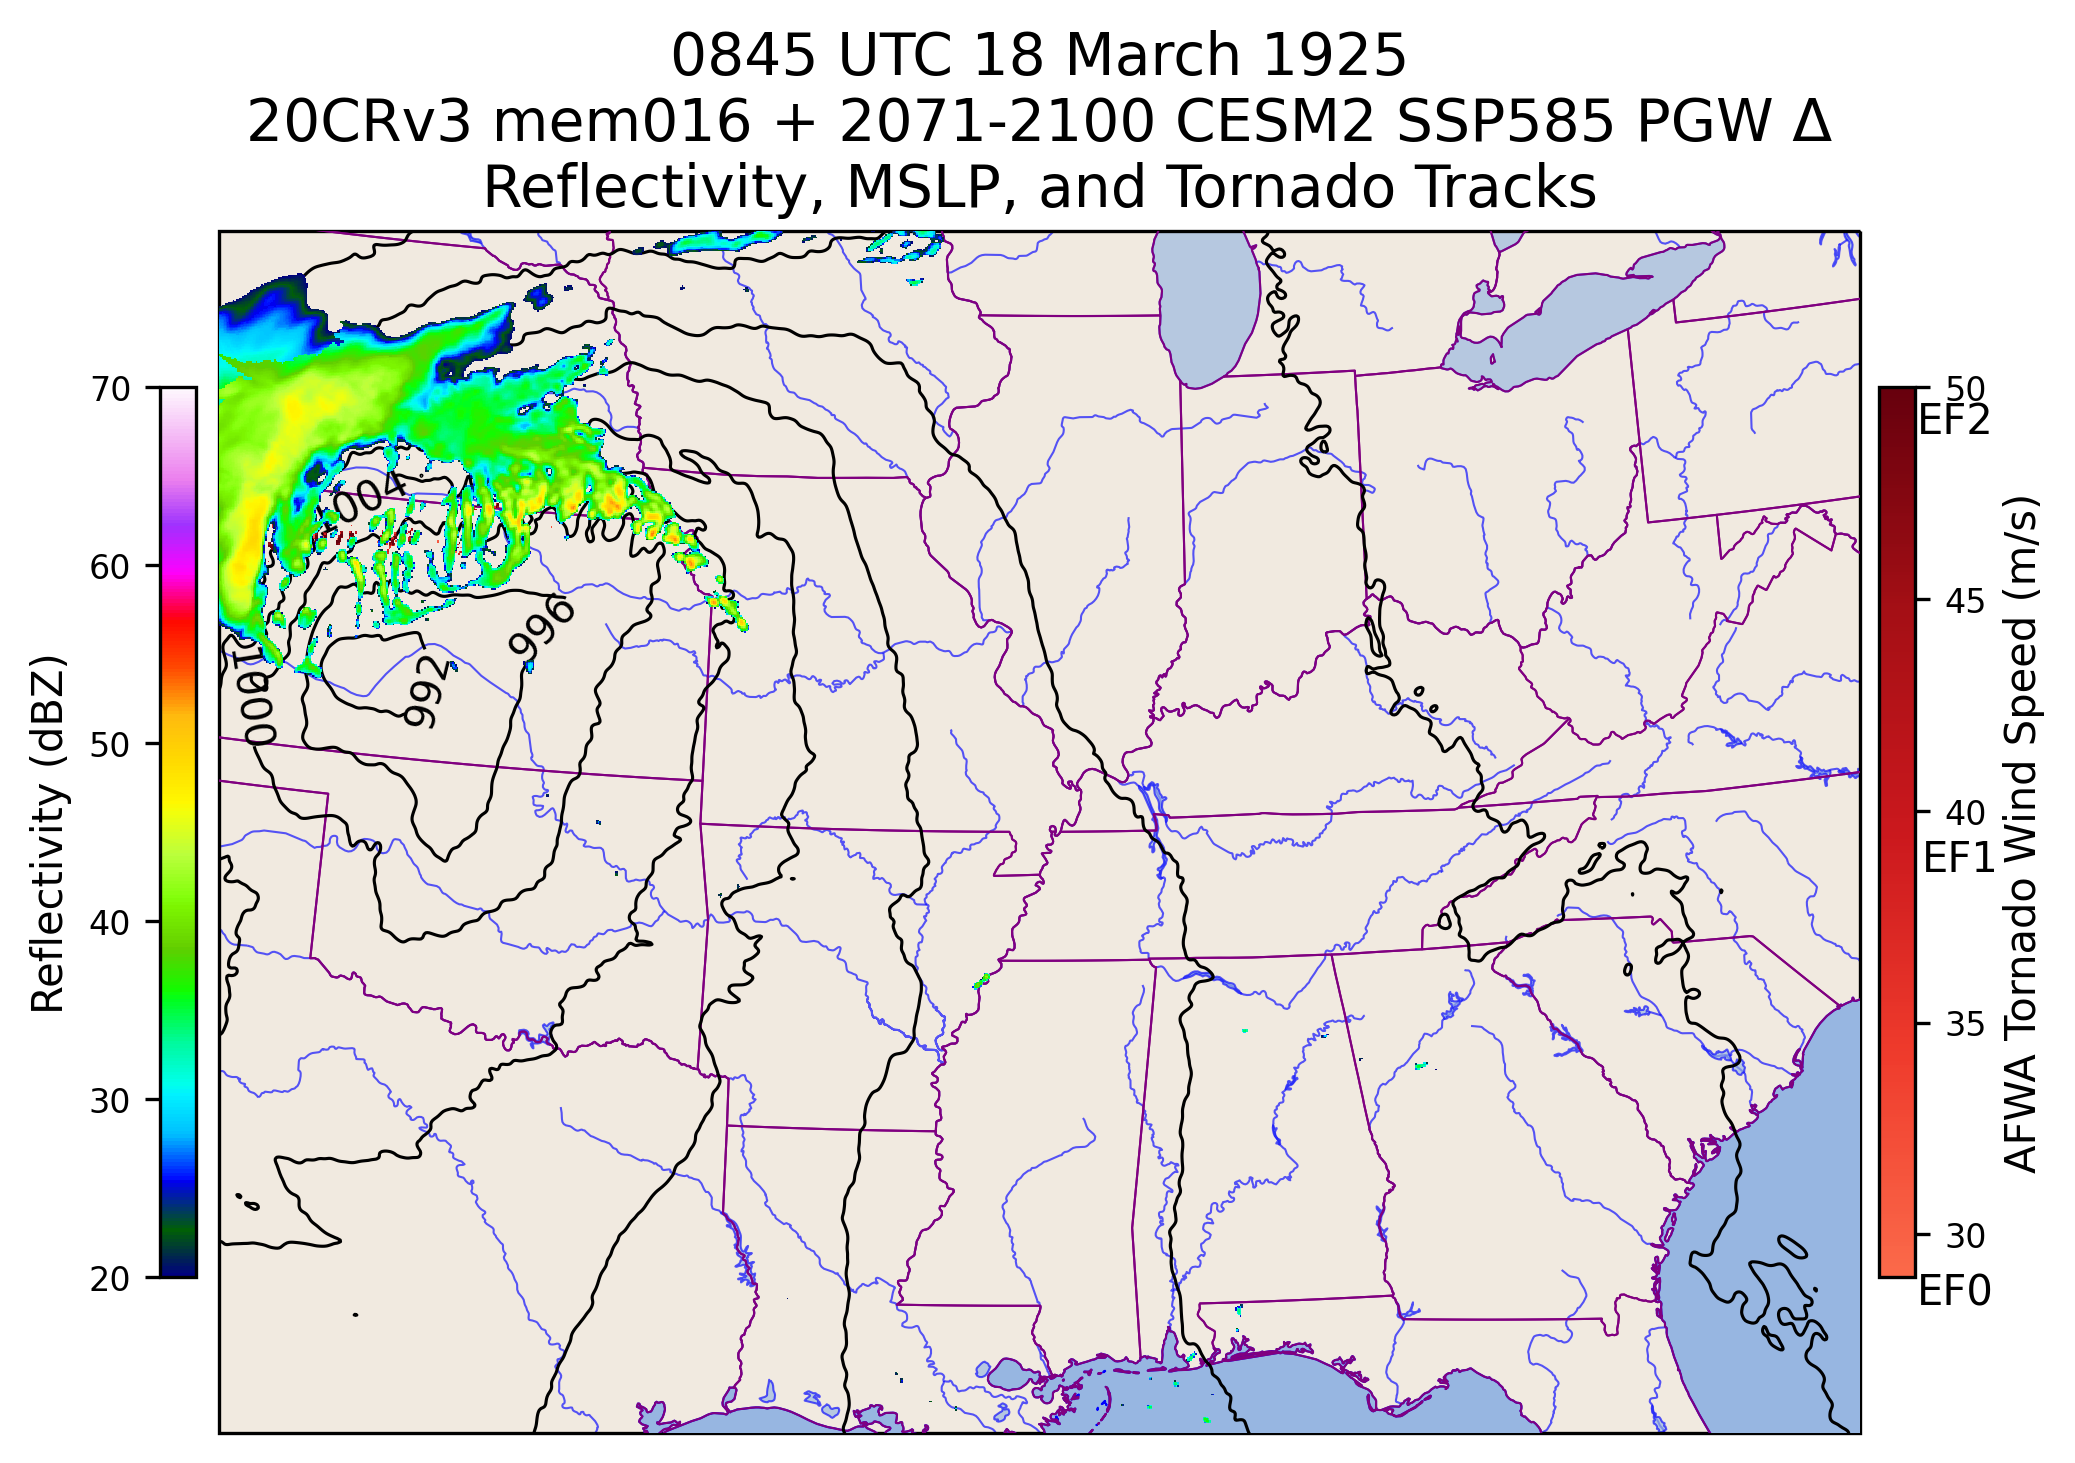 0845 UTC 18 March 1925
20CRv3 mem016 + 2071-2100 CESM2 SSP585 PGW Δ
Reflectivity, MSLP, and Tornado Tracks
Reflectivity (dBZ)
70
60
50
40
30
20
1004
996
992
1000
50
EF2
45
40
EF1
35
30
EF0
AFWA Tornado Wind Speed (m/s)